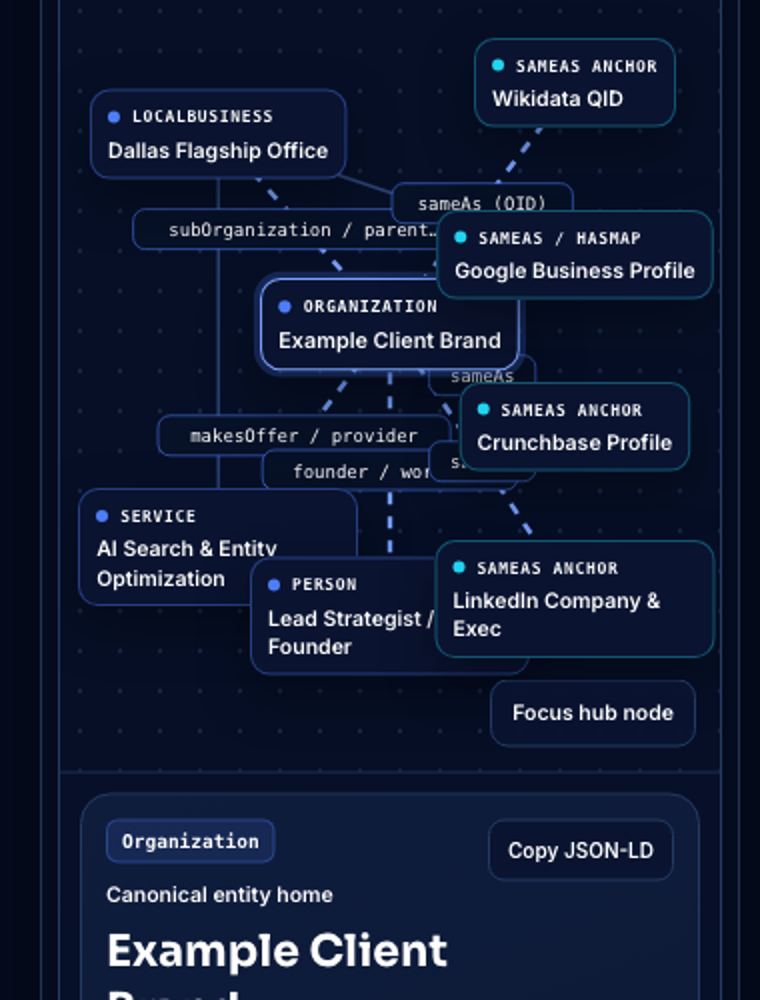 SAMEAS ANCHOR
Wikidata QID
LOCALBUSINESS
Dallas Flagship Office
sameAs (QID)
subOrganization / parent…
SAMEAS / HASMAP
Google Business Profile
ORGANIZATION
Example Client Brand
sameAs
SAMEAS ANCHOR
Crunchbase Profile
makesOffer / provider
founder /
SERVICE
AI Search & Entity
Optimization
PERSON
Lead Strategist /
Founder
SAMEAS ANCHOR
LinkedIn Company &
Exec
Focus hub node
Organization
Copy JSON-LD
Canonical entity home
Example Client